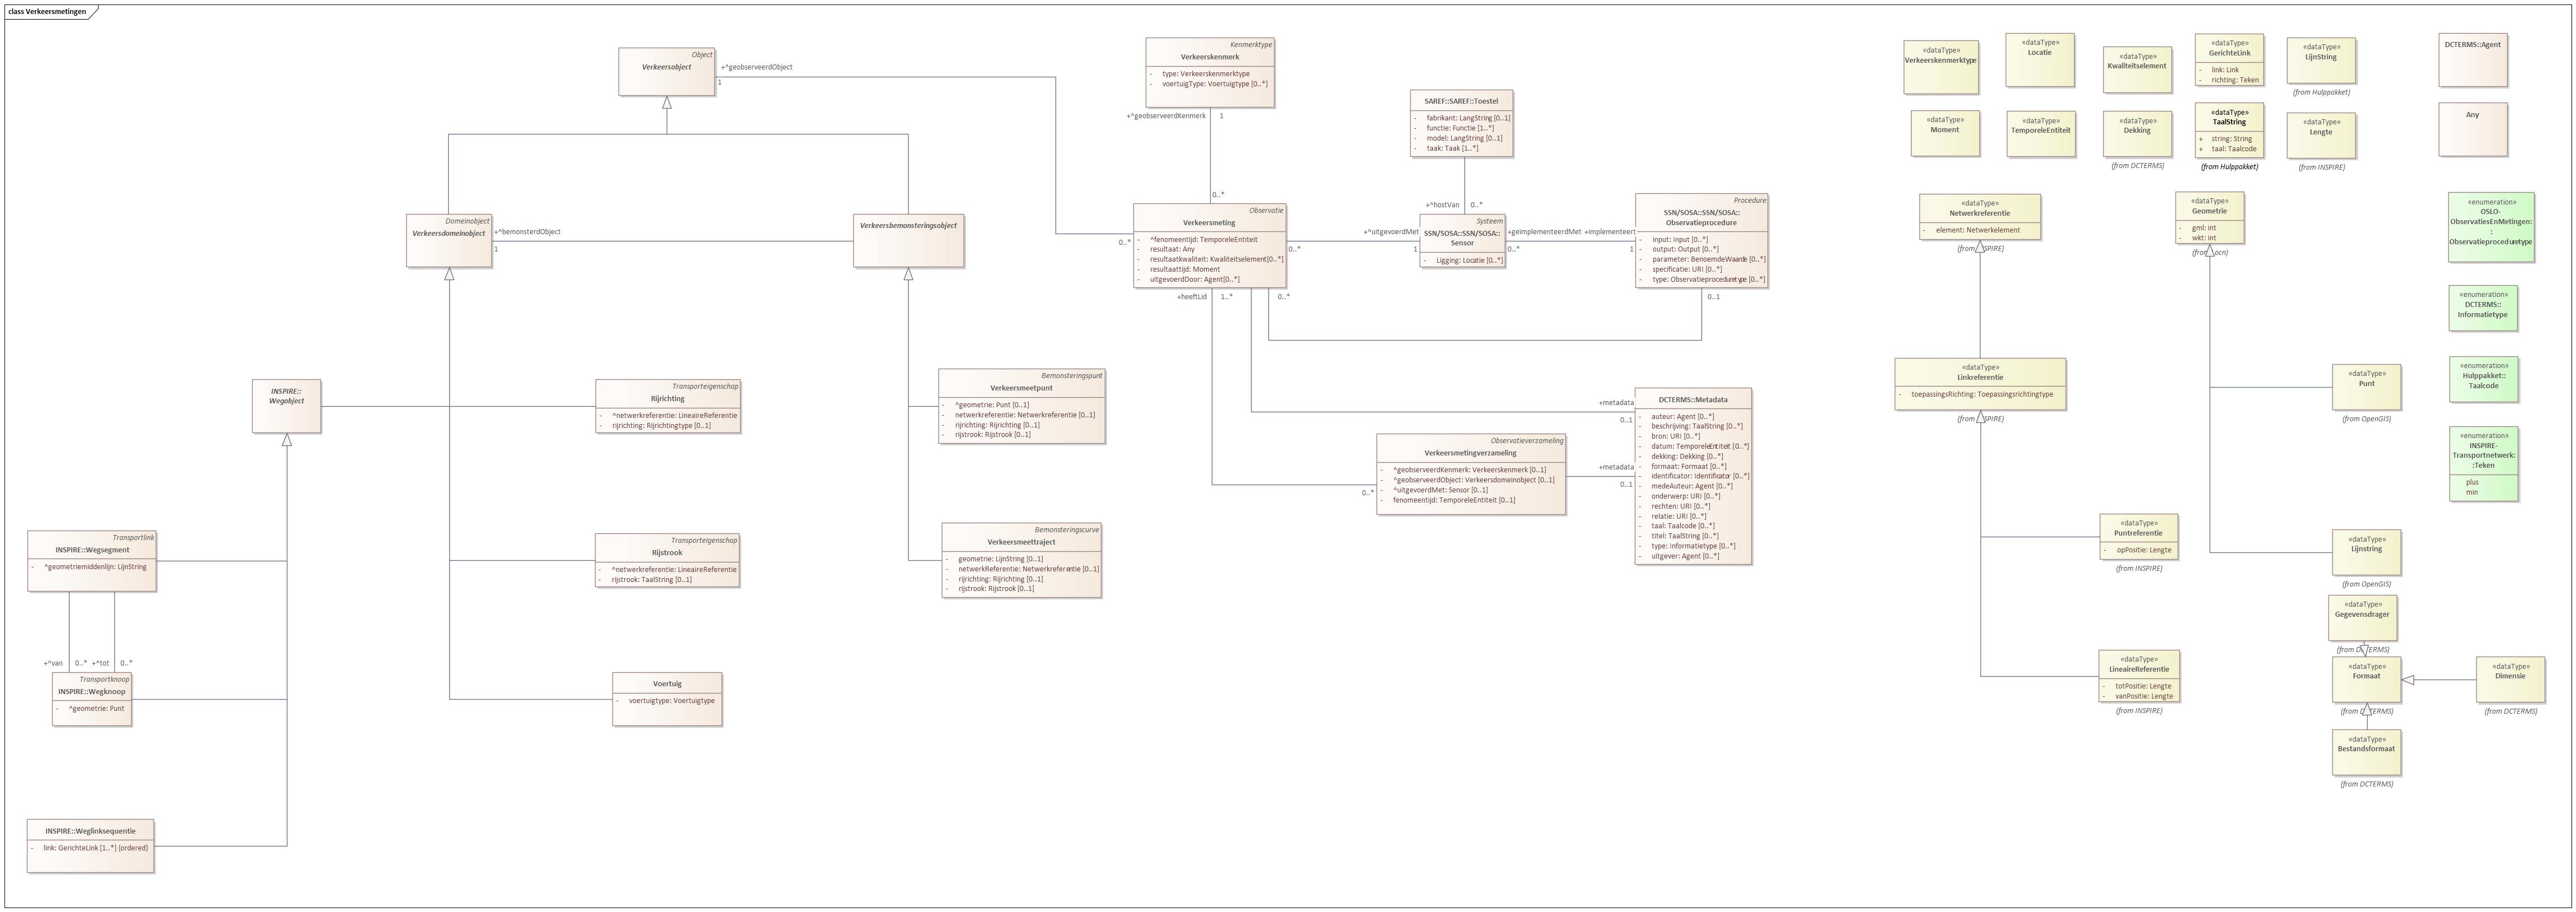 class Verkeersmetingen
Object
Verkeersobject
+^geobserveerdObject
1
Kenmerktype
Verkeerskenmerk
- type: Verkeerskenmerktype
- voertuigType: Voertuigtype [0..*]
+^geobserveerdKenmerk
1
0..*
SAREF::SAREF::Toestel
- fabrikant: LangString [0..1]
- functie: Functie [1..*]
- model: LangString [0..1]
- taak: Taak [1..*]
+^hostVan
0..*
Domeinobject
Verkeersdomeinobject
+^bemonsterdObject
1
Verkeersbemonsteringsobject
0..*
Observatie
Verkeersmeting
- ^fenomeentijd: TemporeleEntiteit
- resultaat: Any
- resultaatkwaliteit: Kwaliteitselement[0..*]
- resultaattijd: Moment
- uitgevoerdDoor: Agent[0..*]
0..*
+^uitgevoerdMet
1
Systeem
SSN/SOSA::SSN/SOSA::
Sensor
- Ligging: Locatie [0..*]
+geïmplementeerdMet
0..*
+implementeert
1
Procedure
SSN/SOSA::SSN/SOSA::
Observatieprocedure
- input: Input [0..*]
- output: Output [0..*]
- parameter: BenoemdeWaarde [0..*]
- specificatie: URI [0..*]
- type: Observatieproceduretype [0..*]
+heeftLid
1..*
0..*
0..1
INSPIRE::
Wegobject
Transporteigenschap
Rijrichting
- ^netwerkreferentie: LineaireReferentie
- rijrichting: Rijrichtingtype [0..1]
Bemonsteringspunt
Verkeersmeetpunt
- ^geometrie: Punt [0..1]
- netwerkreferentie: Netwerkreferentie [0..1]
- rijrichting: Rijrichting [0..1]
- rijstrook: Rijstrook [0..1]
+metadata
0..1
DCTERMS::Metadata
- auteur: Agent [0..*]
- beschrijving: TaalString [0..*]
- bron: URI [0..*]
- datum: TemporeleEntiteit [0..*]
- dekking: Dekking [0..*]
- formaat: Formaat [0..*]
- identificator: Identificator [0..*]
- medeAuteur: Agent [0..*]
- onderwerp: URI [0..*]
- rechten: URI [0..*]
- relatie: URI [0..*]
- taal: Taalcode [0..*]
- titel: TaalString [0..*]
- type: Informatietype [0..*]
- uitgever: Agent [0..*]
Observatieverzameling
Verkeersmetingverzameling
- ^geobserveerdKenmerk: Verkeerskenmerk [0..1]
- ^geobserveerdObject: Verkeersdomeinobject [0..1]
- ^uitgevoerdMet: Sensor [0..1]
- fenomeentijd: TemporeleEntiteit [0..1]
0..*
+metadata
0..1
Transportlink
INSPIRE::Wegsegment
- ^geometriemiddenlijn: LijnString
Transporteigenschap
Rijstrook
- ^netwerkreferentie: LineaireReferentie
- rijstrook: TaalString [0..1]
Bemonsteringscurve
Verkeersmeettraject
- geometrie: LijnString [0..1]
- netwerkReferentie: Netwerkreferentie [0..1]
- rijrichting: Rijrichting [0..1]
- rijstrook: Rijstrook [0..1]
+^van
0..*
+^tot
0..*
Transportknoop
INSPIRE::Wegknoop
- ^geometrie: Punt
Voertuig
- voertuigtype: Voertuigtype
INSPIRE::Weglinksequentie
- link: GerichteLink [1..*] {ordered}
«dataType»
Verkeerskenmerktype
«dataType»
Locatie
«dataType»
Kwaliteitselement
«dataType»
GerichteLink
- link: Link
- richting: Teken
«dataType»
LijnString
(from Hulppakket)
DCTERMS::Agent
«dataType»
Moment
«dataType»
TemporeleEntiteit
«dataType»
Dekking
(from DCTERMS)
«dataType»
TaalString
+ string: String
+ taal: Taalcode
(from Hulppakket)
«dataType»
Lengte
(from INSPIRE)
Any
«dataType»
Netwerkreferentie
- element: Netwerkelement
«dataType»
Geometrie
- gml: int
- wkt: int
«enumeration»
OSLO-
ObservatiesEnMetingen:
:
Observatieproceduretype
«enumeration»
DCTERMS::
Informatietype
«dataType»
Linkreferentie
- toepassingsRichting: Toepassingsrichtingtype
«dataType»
Punt
(from OpenGIS)
«enumeration»
Hulppakket::
Taalcode
«enumeration»
INSPIRE-
Transportnetwerk:
:Teken
plus
min
«dataType»
Puntreferentie
- opPositie: Lengte
(from INSPIRE)
«dataType»
Lijnstring
(from OpenGIS)
«dataType»
Gegevensdrager
«dataType»
LineaireReferentie
- totPositie: Lengte
- vanPositie: Lengte
(from INSPIRE)
«dataType»
Formaat
«dataType»
Dimensie
(from DCTERMS)
«dataType»
Bestandsformaat
(from DCTERMS)